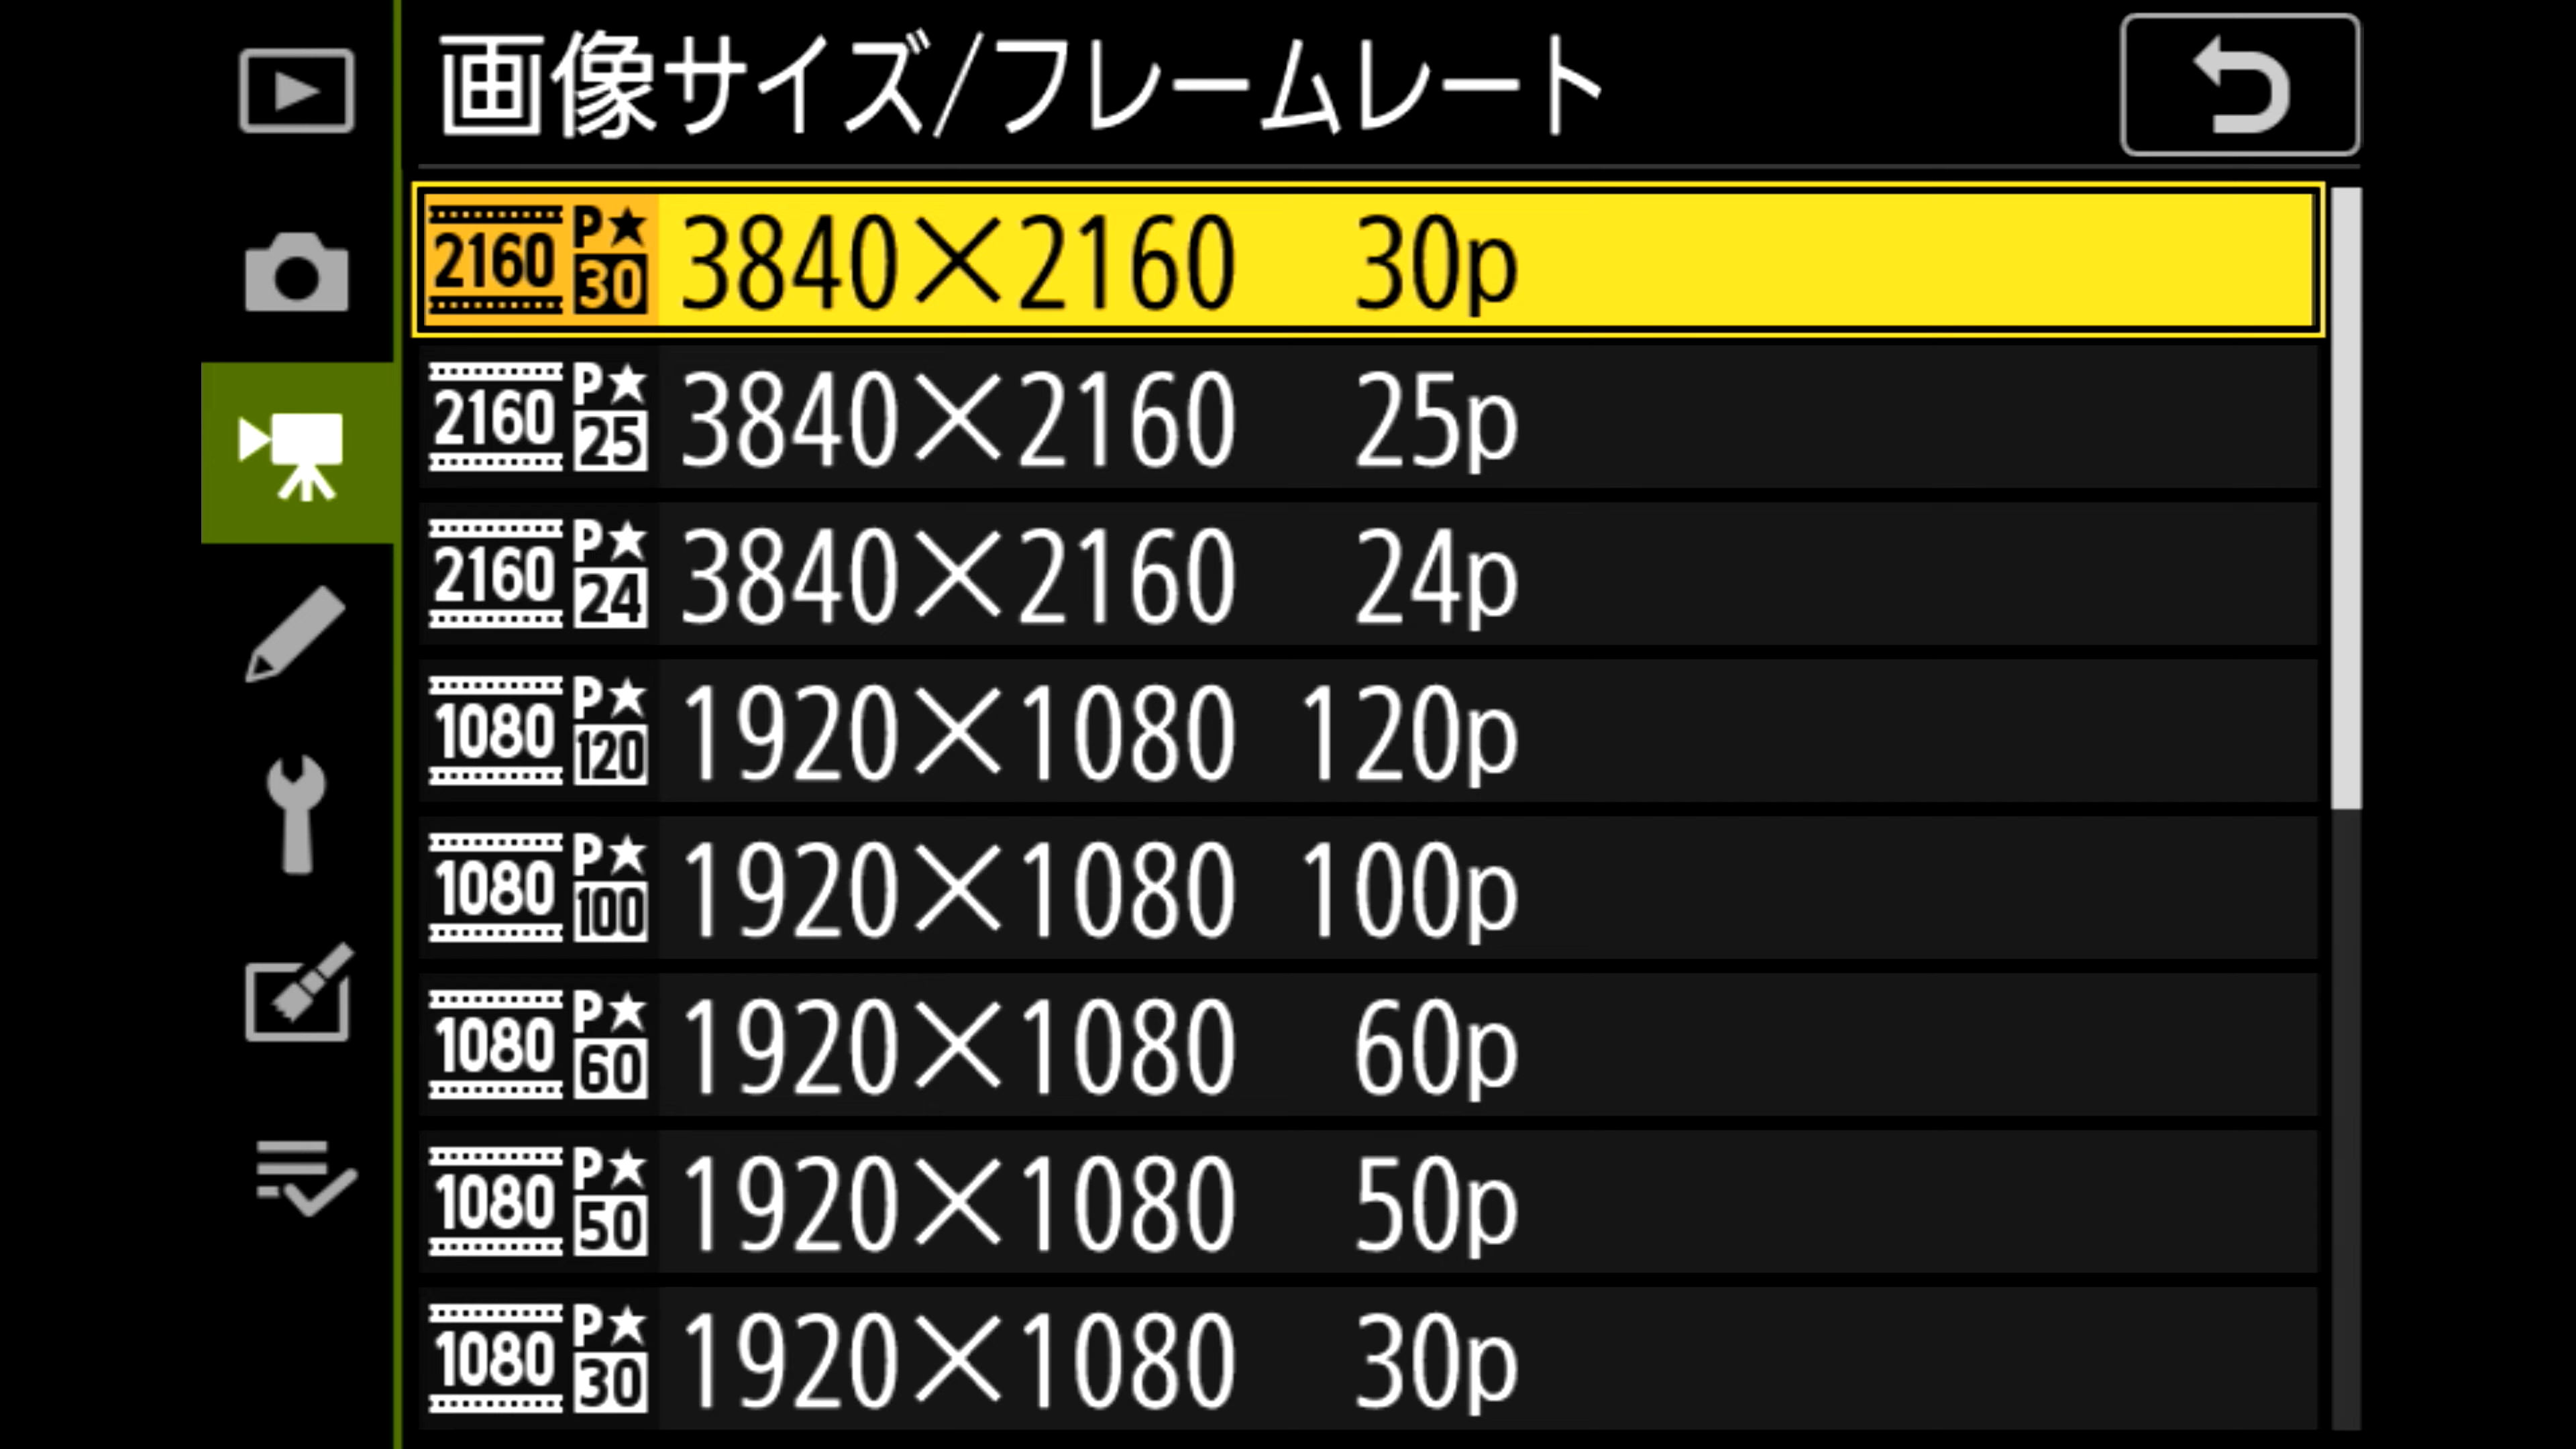 画像サイズ/フレームレート
2160 P★ 30 3840×2160 30p
2160 P★ 25 3840×2160 25p
2160 P★ 24 3840×2160 24p
1080 P★ 120 1920×1080 120p
1080 P★ 100 1920×1080 100p
1080 P★ 60 1920×1080 60p
1080 P★ 50 1920×1080 50p
1080 P★ 30 1920×1080 30p